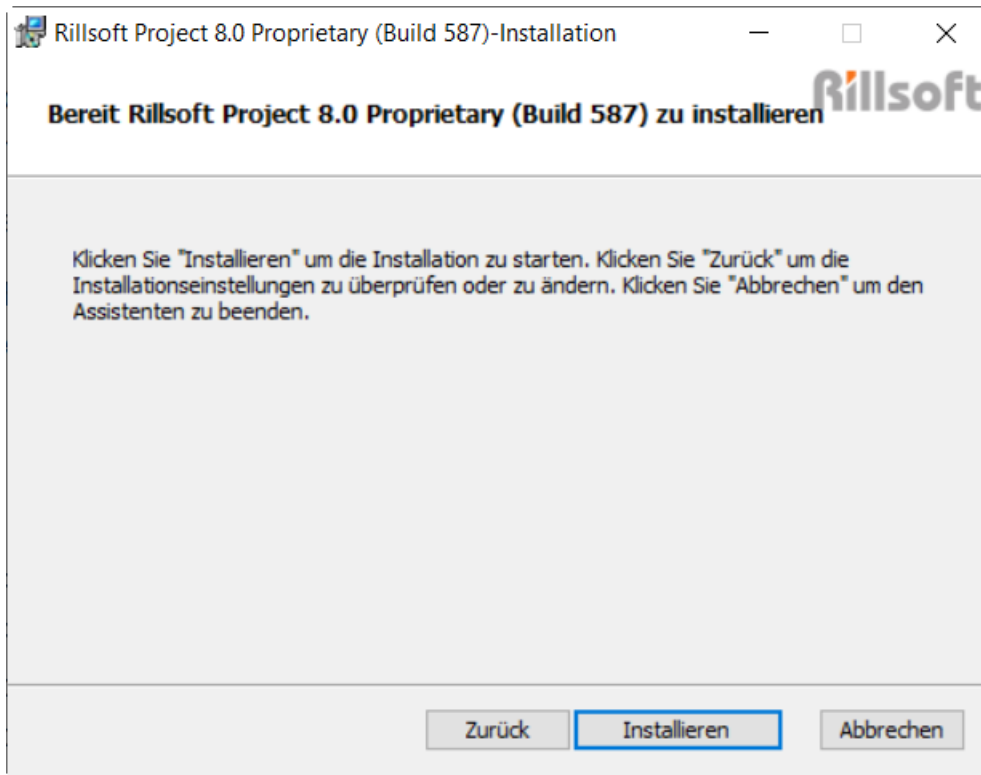 Rillsoft Project 8.0 Proprietary (Build 587)-Installation
Rillsoft
Bereit Rillsoft Project 8.0 Proprietary (Build 587) zu installieren
Klicken Sie "Installieren" um die Installation zu starten. Klicken Sie "Zurück" um die
Installationseinstellungen zu überprüfen oder zu ändern. Klicken Sie "Abbrechen" um den
Assistenten zu beenden.
Zurück Installieren Abbrechen